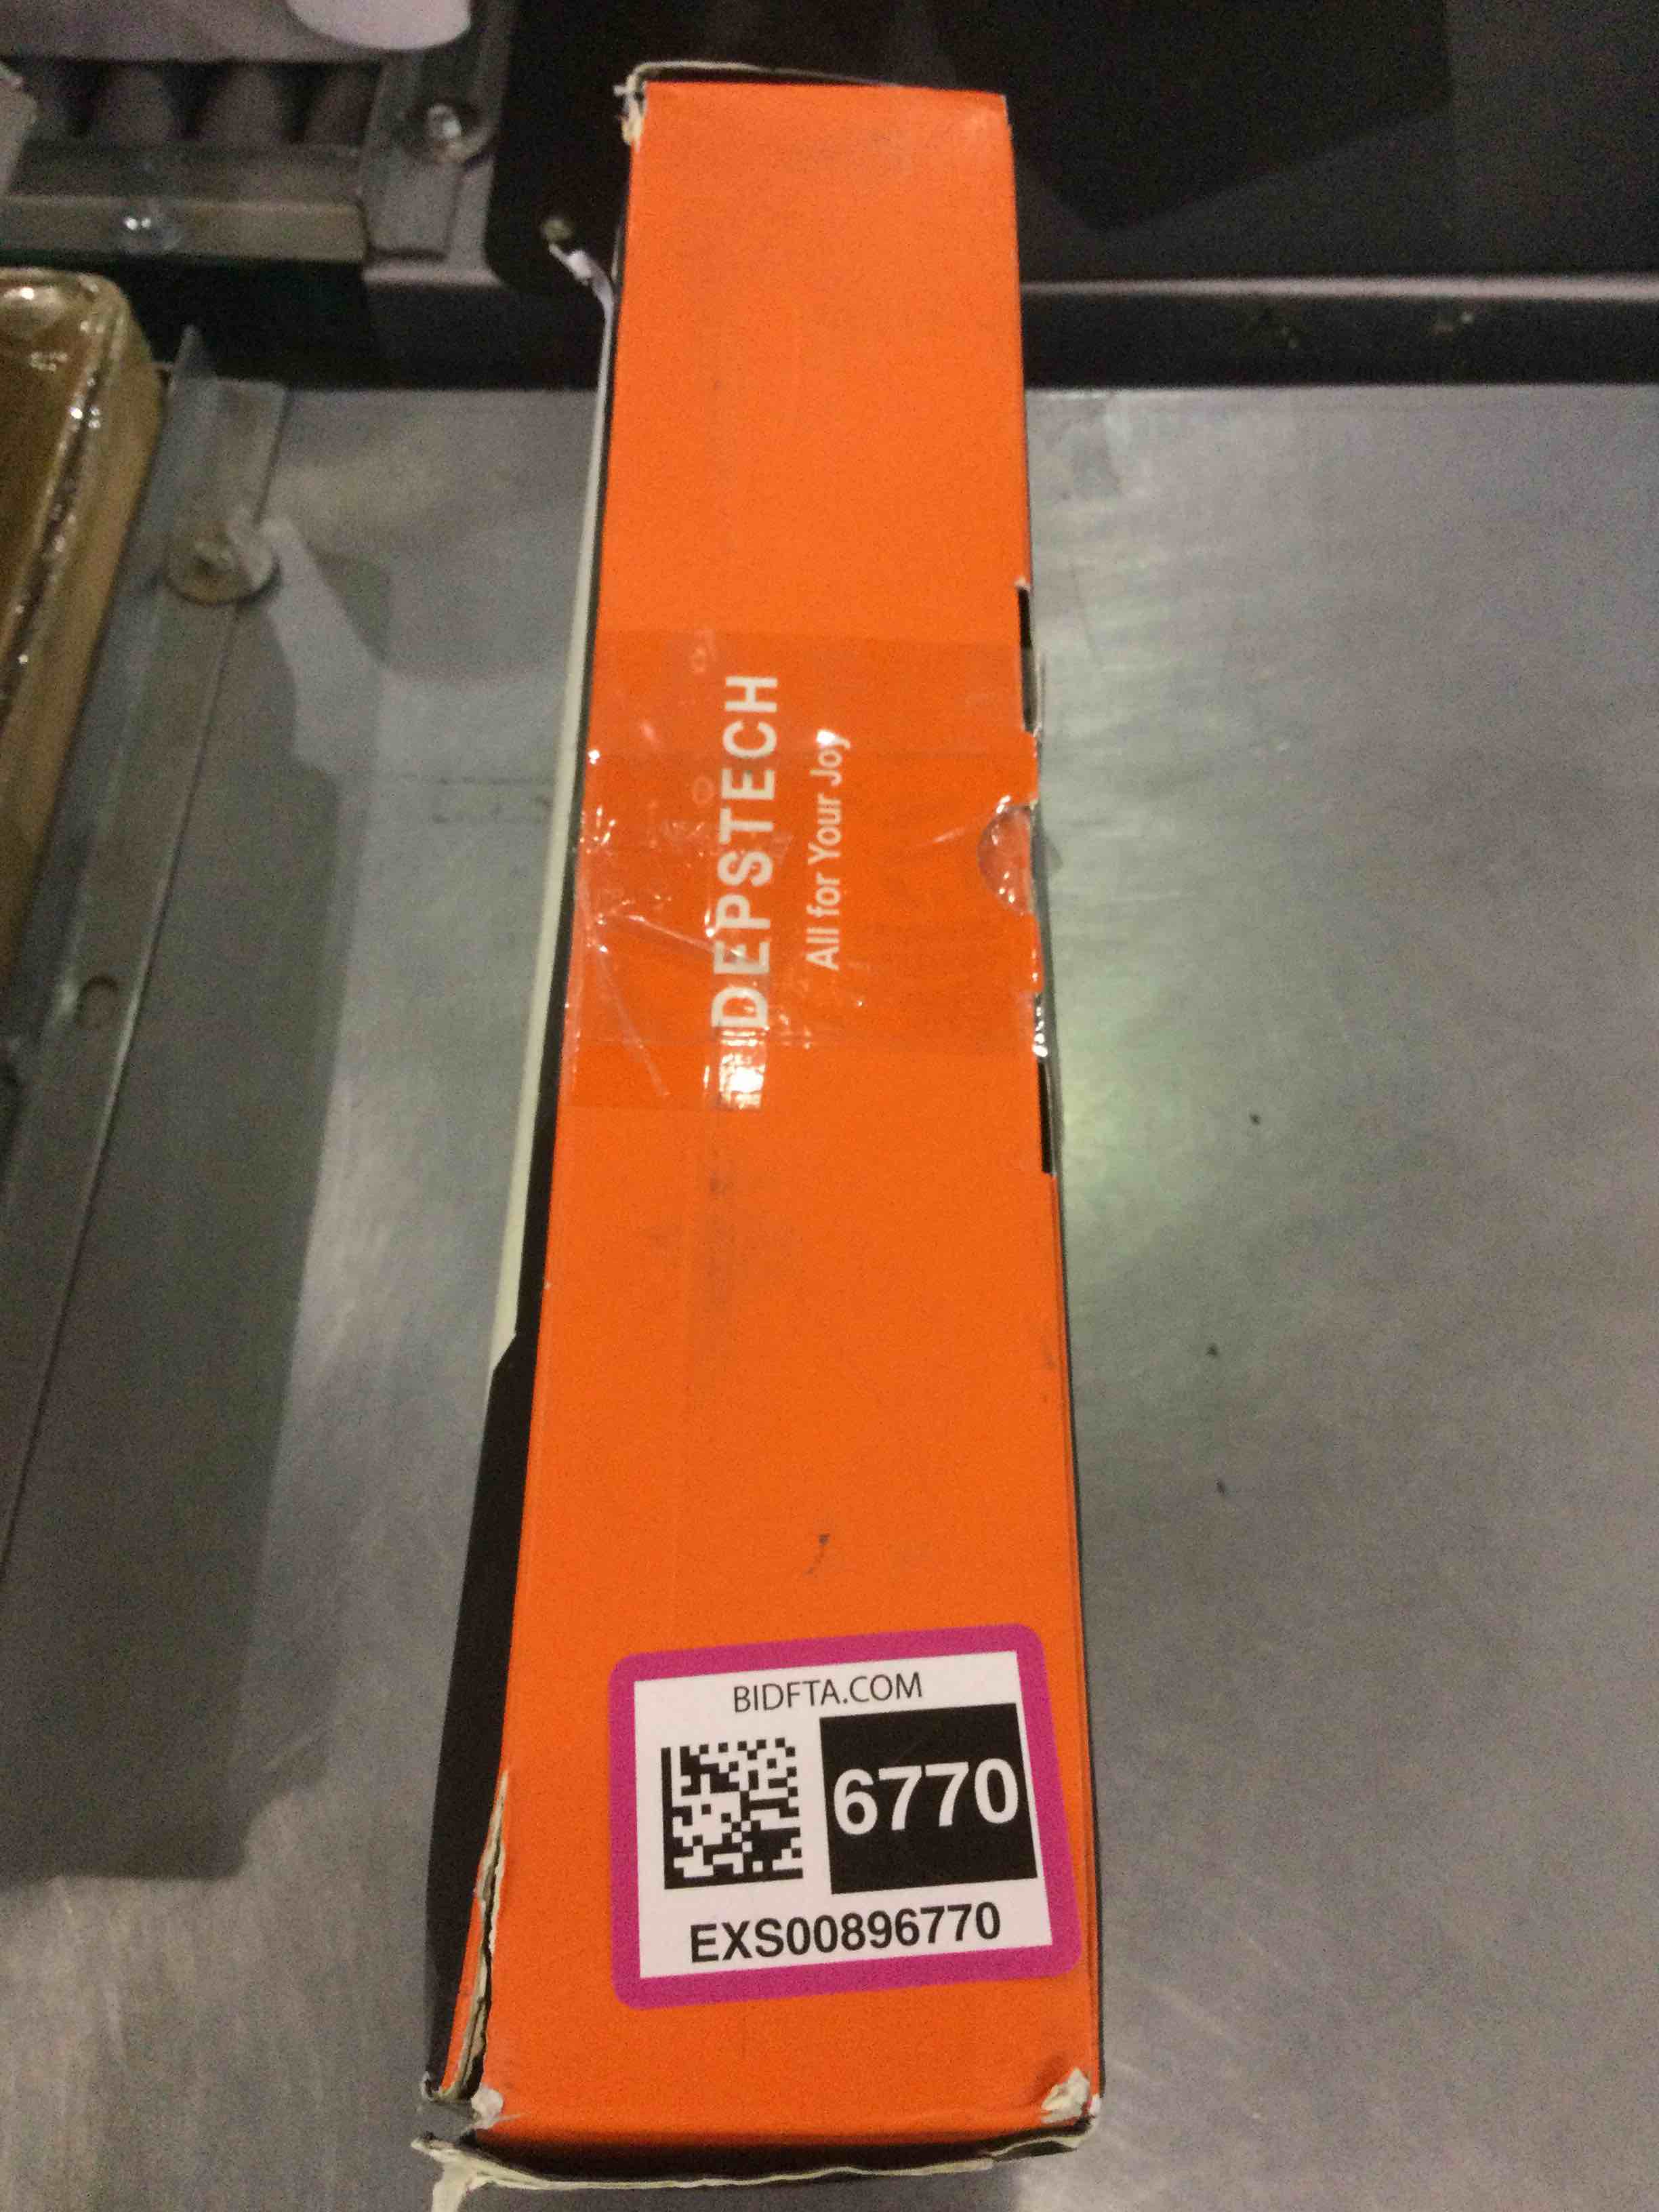 DEPSTECH
All for Your Joy
BIDFTA.COM
6770
EXS00896770